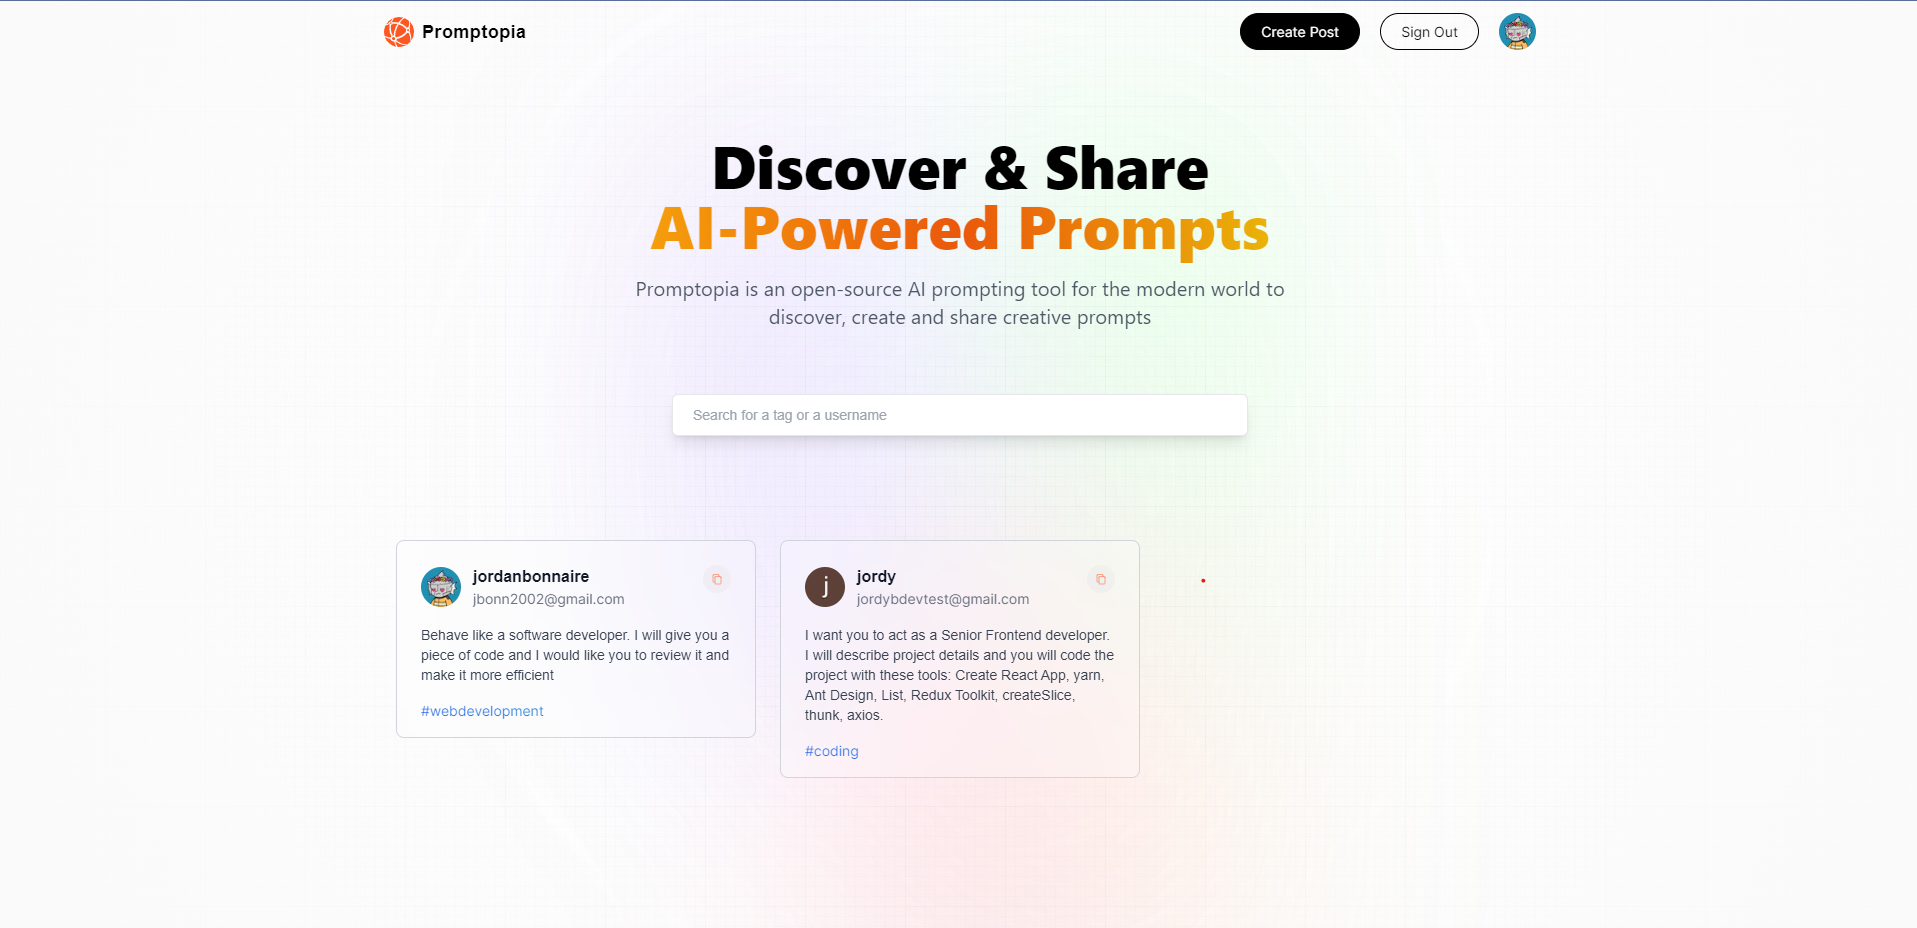 Promptopia
Create Post
Sign Out
Discover & Share
AI-Powered Prompts
Promptopia is an open-source AI prompting tool for the modern world to
discover, create and share creative prompts
Search for a tag or a username
jordanbonnaire
jbonn2002@gmail.com
Behave like a software developer. I will give you a
piece of code and I would like you to review it and
make it more efficient
#webdevelopment
j
jordy
jordybdevtest@gmail.com
I want you to act as a Senior Frontend developer.
I will describe project details and you will code the
project with these tools: Create React App, yarn,
Ant Design, List, Redux Toolkit, createSlice,
thunk, axios.
#coding